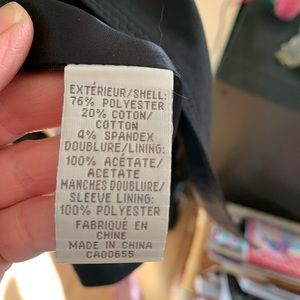 EXTÉRIEUR/SHELL:
76% POLYESTER
20% COTON/
COTTON
4% SPANDEX
DOUBLURE/LINING:
100% ACÉTATE/
ACETATE
MANCHES DOUBLURE/
SLEEVE LINING:
100% POLYESTER
FABRIQUÉ EN
CHINE
MADE IN CHINA
CA00655